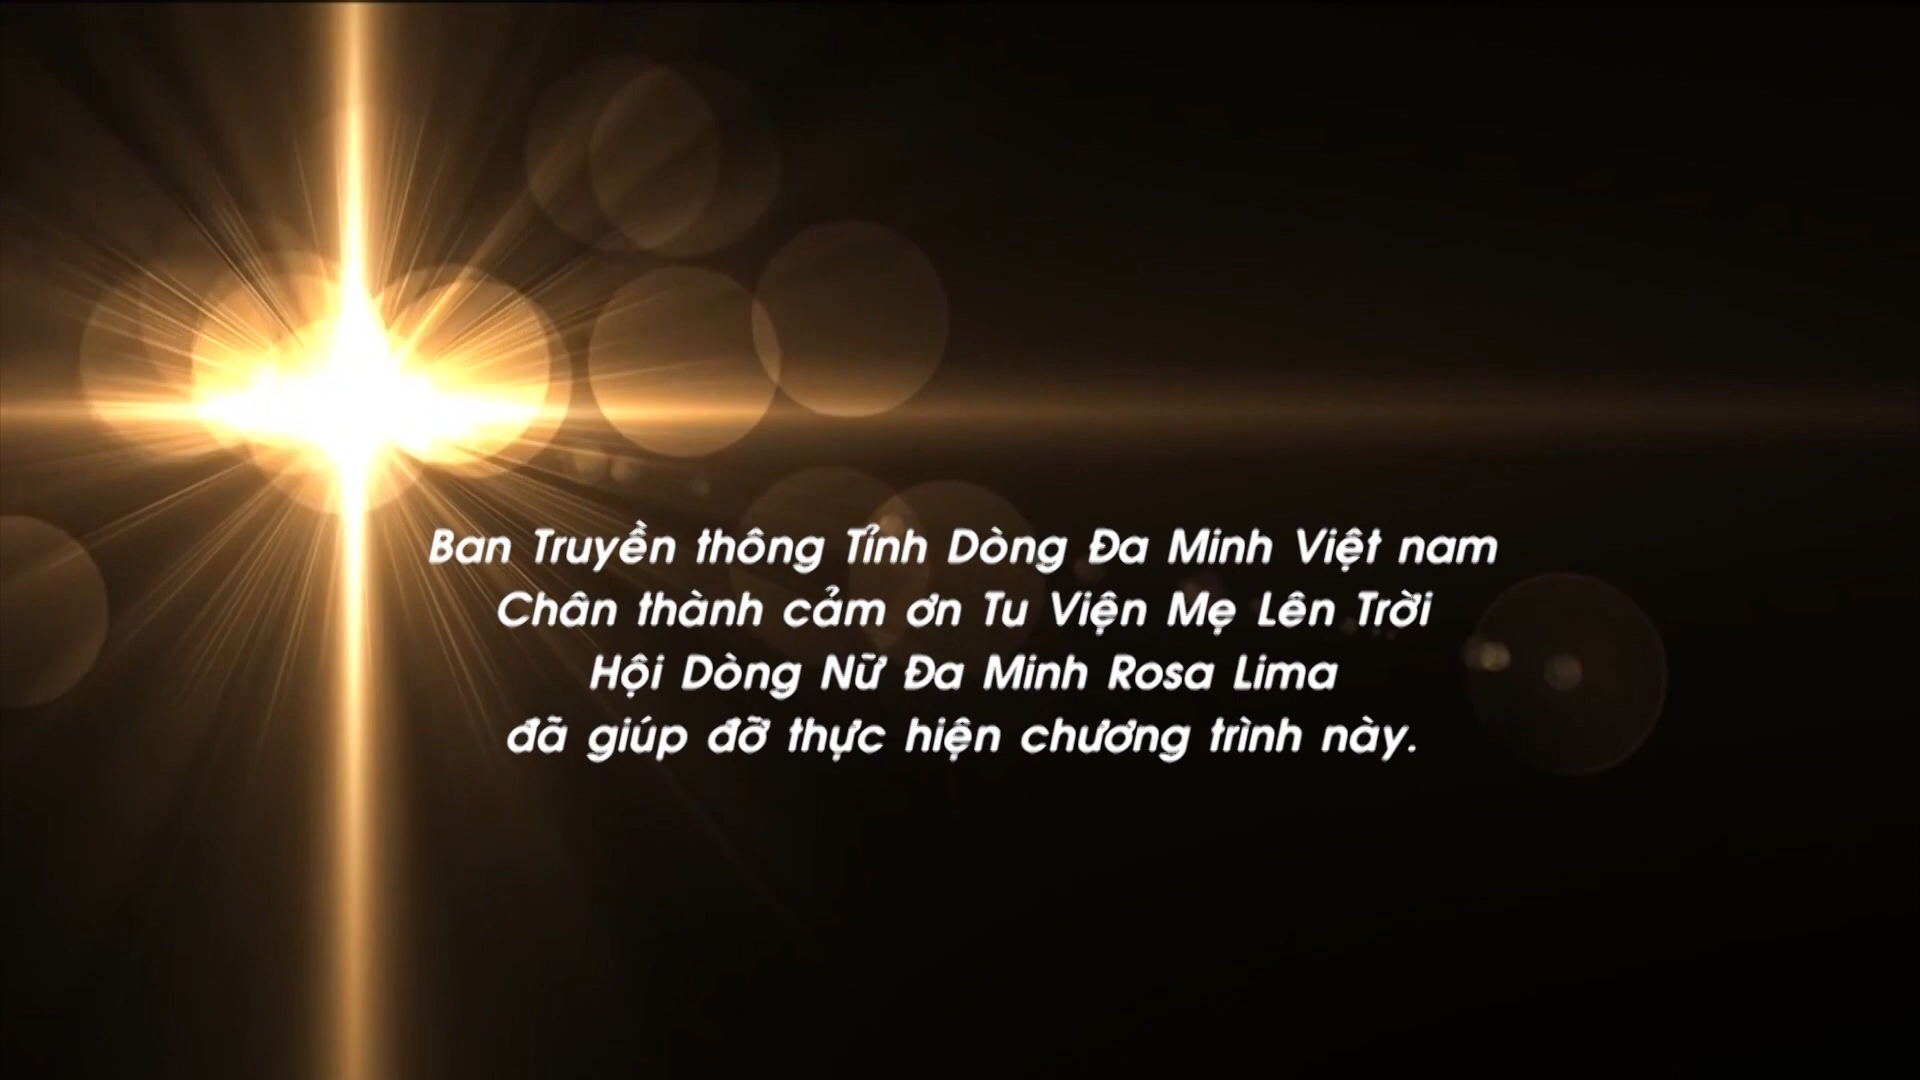 Ban Truyền thông Tỉnh Dòng Đa Minh Việt nam
Chân thành cảm ơn Tu Viện Mẹ Lên Trời
Hội Dòng Nữ Đa Minh Rosa Lima
đã giúp đỡ thực hiện chương trình này.